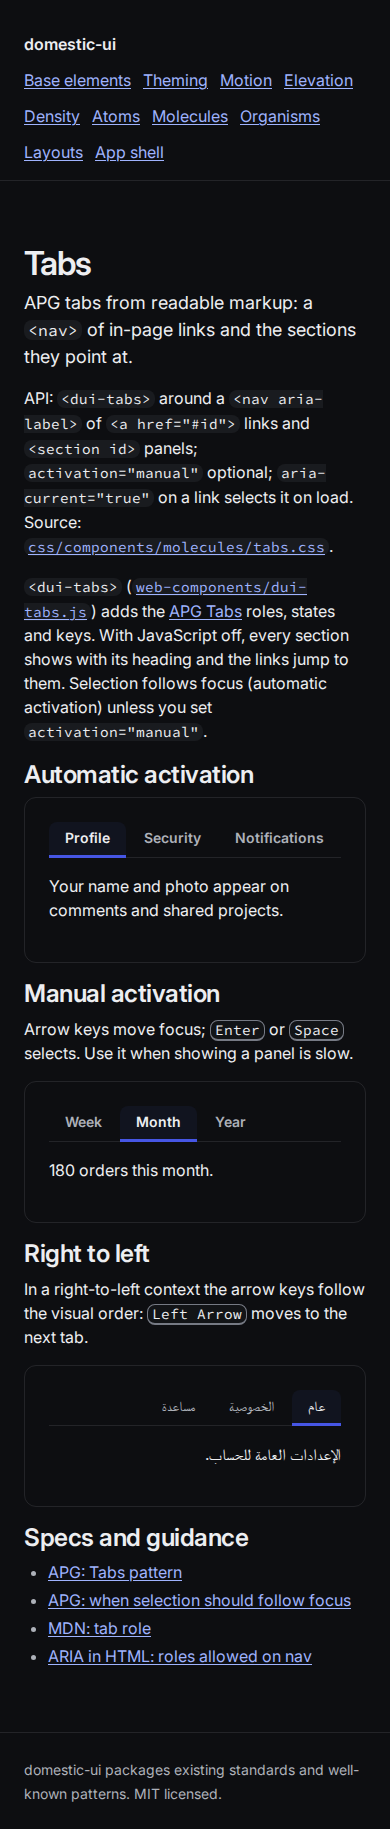 domestic-ui
Base elements Theming Motion Elevation
Density Atoms Molecules Organisms
Layouts App shell
Tabs
APG tabs from readable markup: a
<nav> of in-page links and the sections
they point at.
API: <dui-tabs> around a <nav aria-
label> of <a href="#id"> links and
<section id> panels;
activation="manual" optional; aria-
current="true" on a link selects it on load.
Source:
css/components/molecules/tabs.css.
<dui-tabs> ( web-components/dui-
tabs.js ) adds the APG Tabs roles, states
and keys. With JavaScript off, every section
shows with its heading and the links jump to
them. Selection follows focus (automatic
activation) unless you set
activation="manual".
Automatic activation
Profile Security Notifications
Your name and photo appear on
comments and shared projects.
Manual activation
Arrow keys move focus; Enter or Space
selects. Use it when showing a panel is slow.
Week Month Year
180 orders this month.
Right to left
In a right-to-left context the arrow keys follow
the visual order: Left Arrow moves to the
next tab.
عام الخصوصية مساعدة
الإعدادات العامة للحساب.
Specs and guidance
APG: Tabs pattern
APG: when selection should follow focus
MDN: tab role
ARIA in HTML: roles allowed on nav
domestic-ui packages existing standards and well-
known patterns. MIT licensed.